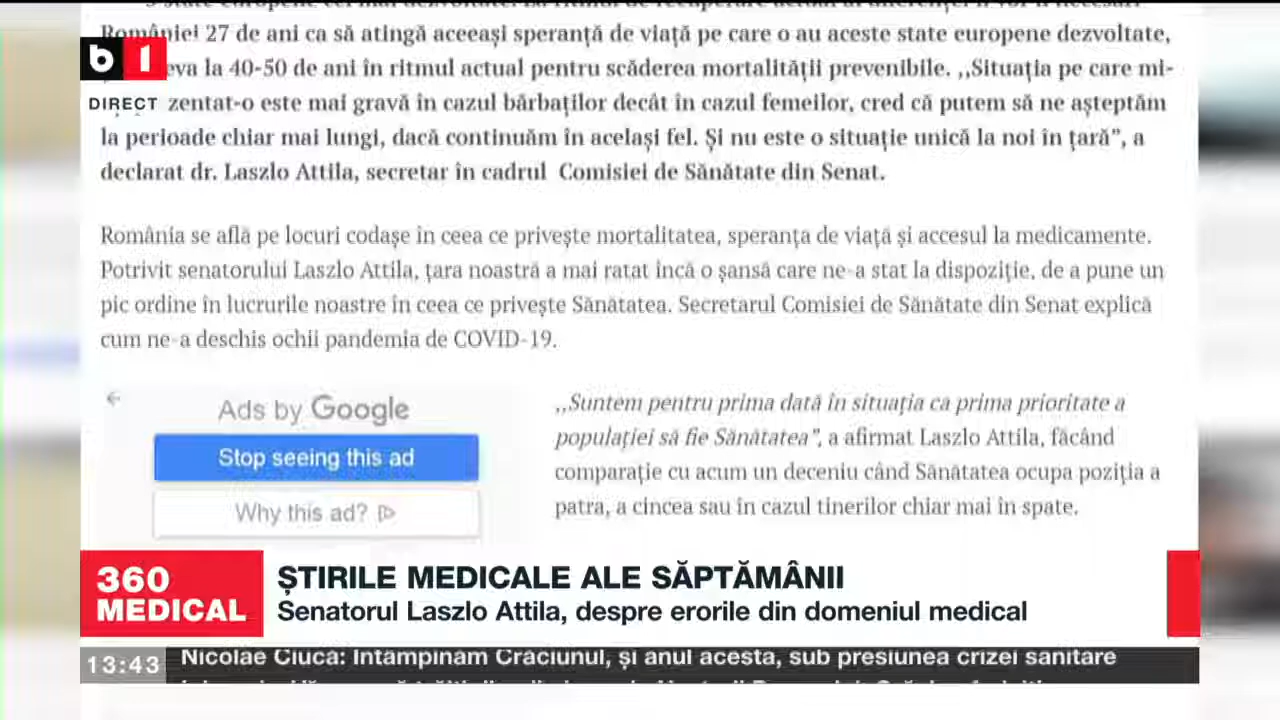 României 27 de ani ca să atingă aceeași speranță de viață pe care o au aceste state europene dezvoltate,
b1
la 40-50 de ani în ritmul actual pentru scăderea mortalității prevenibile. ,,Situația pe care mi-
DIRECT
este mai gravă în cazul bărbaților decât în cazul femeilor, cred că putem să ne așteptăm
la perioade chiar mai lungi, dacă continuăm în același fel. Și nu este o situație unică la noi în țară”, a
declarat dr. Laszlo Attila, secretar în cadrul Comisiei de Sănătate din Senat.
România se află pe locuri codașe în ceea ce privește mortalitatea, speranța de viață și accesul la medicamente.
Potrivit senatorului Laszlo Attila, țara noastră a mai ratat încă o șansă care ne-a stat la dispoziție, de a pune un
pic ordine în lucrurile noastre în ceea ce privește Sănătatea. Secretarul Comisiei de Sănătate din Senat explică
cum ne-a deschis ochii pandemia de COVID-19.
Ads by Google
Stop seeing this ad
Why this ad?
,,Suntem pentru prima dată în situația ca prima prioritate a
populației să fie Sănătatea”, a afirmat Laszlo Attila, făcând
comparație cu acum un deceniu când Sănătatea ocupa poziția a
patra, a cincea sau în cazul tinerilor chiar mai în spate.
360
MEDICAL
ȘTIRILE MEDICALE ALE SĂPTĂMÂNII
Senatorul Laszlo Attila, despre erorile din domeniul medical
13:43
Nicolae Ciucă: Întâmpinăm Crăciunul, și anul acesta, sub presiunea crizei sanitare